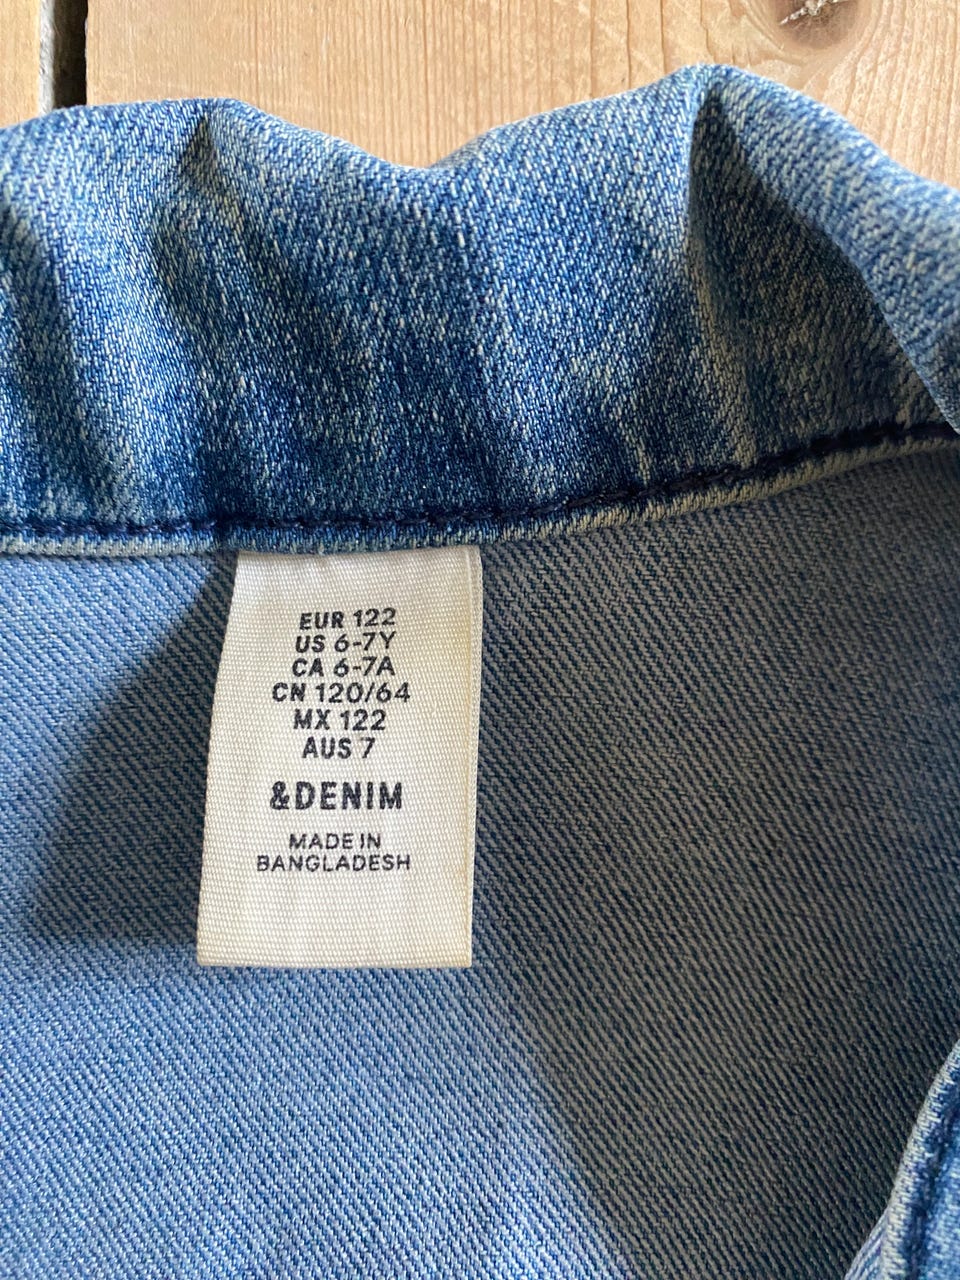 EUR 122
US 6-7Y
CA 6-7A
CN 120/64
MX 122
AUS 7
&DENIM
MADE IN
BANGLADESH